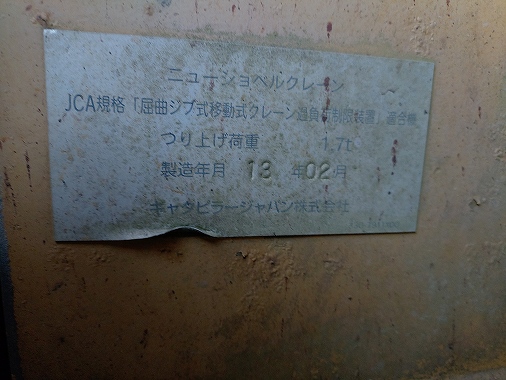 ニューショベルクレーン
JCA規格「屈曲ジブ式移動式クレーン過負荷制限装置」適合機
つり上げ荷重 1.7t
製造年月 13 年02月
キャタピラージャパン株式会社